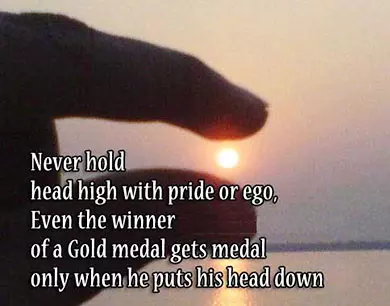 Never hold
head high with pride or ego,
Even the winner
of a Gold medal gets medal
only when he puts his head down